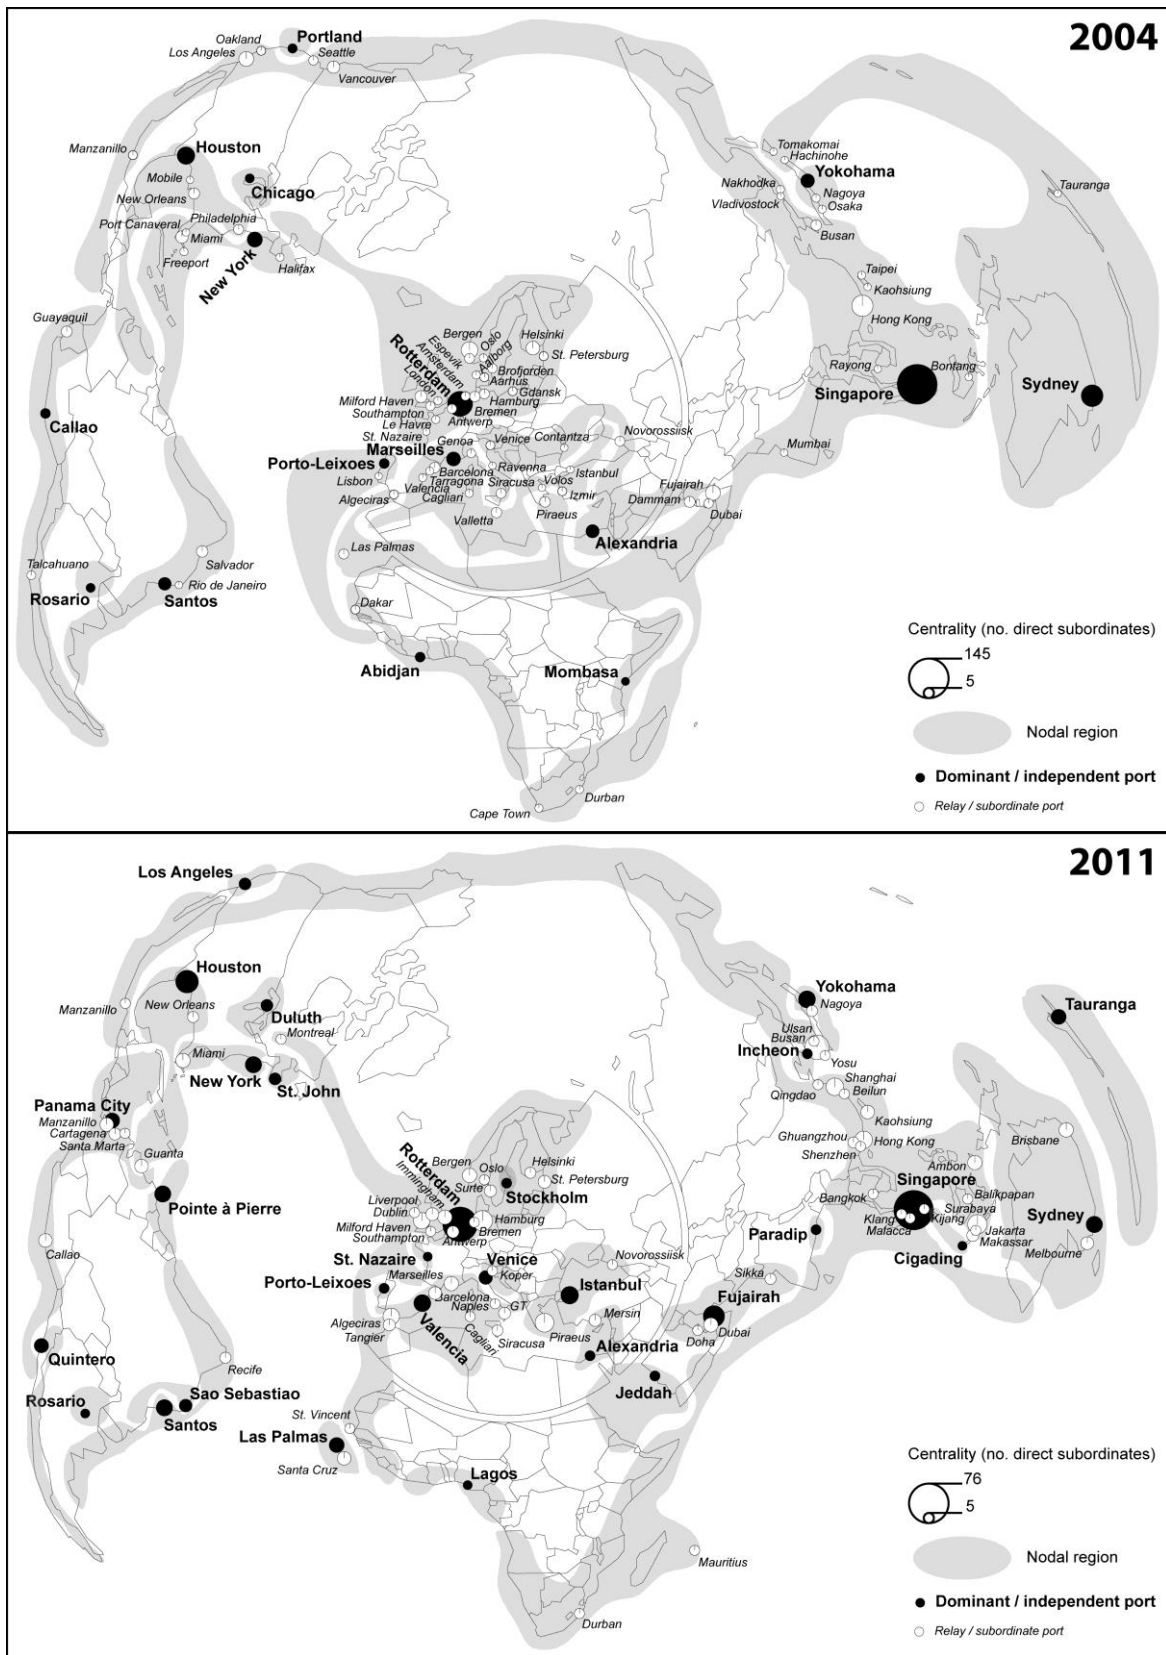 2004
Oakland
Portland
Los Angeles
Seattle
Vancouver
Manzanillo
Houston
Mobile
Chicago
New Orleans
Port Canaveral
Philadelphia
Miami
Freeport
New York
Halifax
Tomakomai
Hachinohe
Yokohama
Nakhodka
Vladivostock
Nagoya
Osaka
Busan
Tauranga
Taipei
Kaohsiung
Hong Kong
Guayaquil
Bergen
Oslo
Helsinki
Espevik
Amsterdam
Aalborg
St. Petersburg
Rotterdam
Brofjorden
Aarhus
London
Gdansk
Milford Haven
Hamburg
Southampton
Bremen
Le Havre
Antwerp
St. Nazaire
Genoa
Venice
Contantza
Novorossiisk
Rayong
Bontang
Singapore
Sydney
Callao
Marseilles
Porto-Leixoes
Ravenna
Istanbul
Mumbai
Lisbon
Barcelona
Tarragona
Valencia
Siracusa
Volos
Algeciras
Cagliari
Izmir
Piraeus
Valletta
Fujairah
Dammam
Dubai
Alexandria
Las Palmas
Talcahuano
Salvador
Rosario
Santos
Rio de Janeiro
Dakar
Abidjan
Mombasa
Cape Town
Durban
Centrality (no. direct subordinates)
145
5
Nodal region
Dominant / independent port
Relay / subordinate port
2011
Los Angeles
Houston
Manzanillo
New Orleans
Duluth
Montreal
Miami
New York
St. John
Panama City
Manzanillo
Cartagena
Santa Marta
Guanta
Pointe à Pierre
Yokohama
Nagoya
Ulsan
Busan
Incheon
Yosu
Shanghai
Qingdao
Beilun
Kaohsiung
Ghuangzhou
Hong Kong
Shenzhen
Tauranga
Brisbane
Ambon
Singapore
Bangkok
Balikpapan
Surabaya
Klang
Kijang
Malacca
Jakarta
Makassar
Sydney
Paradip
Cigading
Melbourne
Rotterdam
Bergen
Oslo
Helsinki
Immingham
Surte
St. Petersburg
Stockholm
Liverpool
Dublin
Hamburg
Milford Haven
Bremen
Southampton
Antwerp
St. Nazaire
Venice
Novorossiisk
Porto-Leixoes
Marseilles
Koper
Istanbul
Sikka
Barcelona
Fujairah
Naples
GT
Mersin
Algeciras
Valencia
Cagliari
Piraeus
Dubai
Tangier
Siracusa
Doha
Alexandria
Jeddah
Callao
Quintero
Recife
Rosario
Sao Sebastiao
Santos
St. Vincent
Las Palmas
Santa Cruz
Lagos
Mauritius
Durban
Centrality (no. direct subordinates)
76
5
Nodal region
Dominant / independent port
Relay / subordinate port